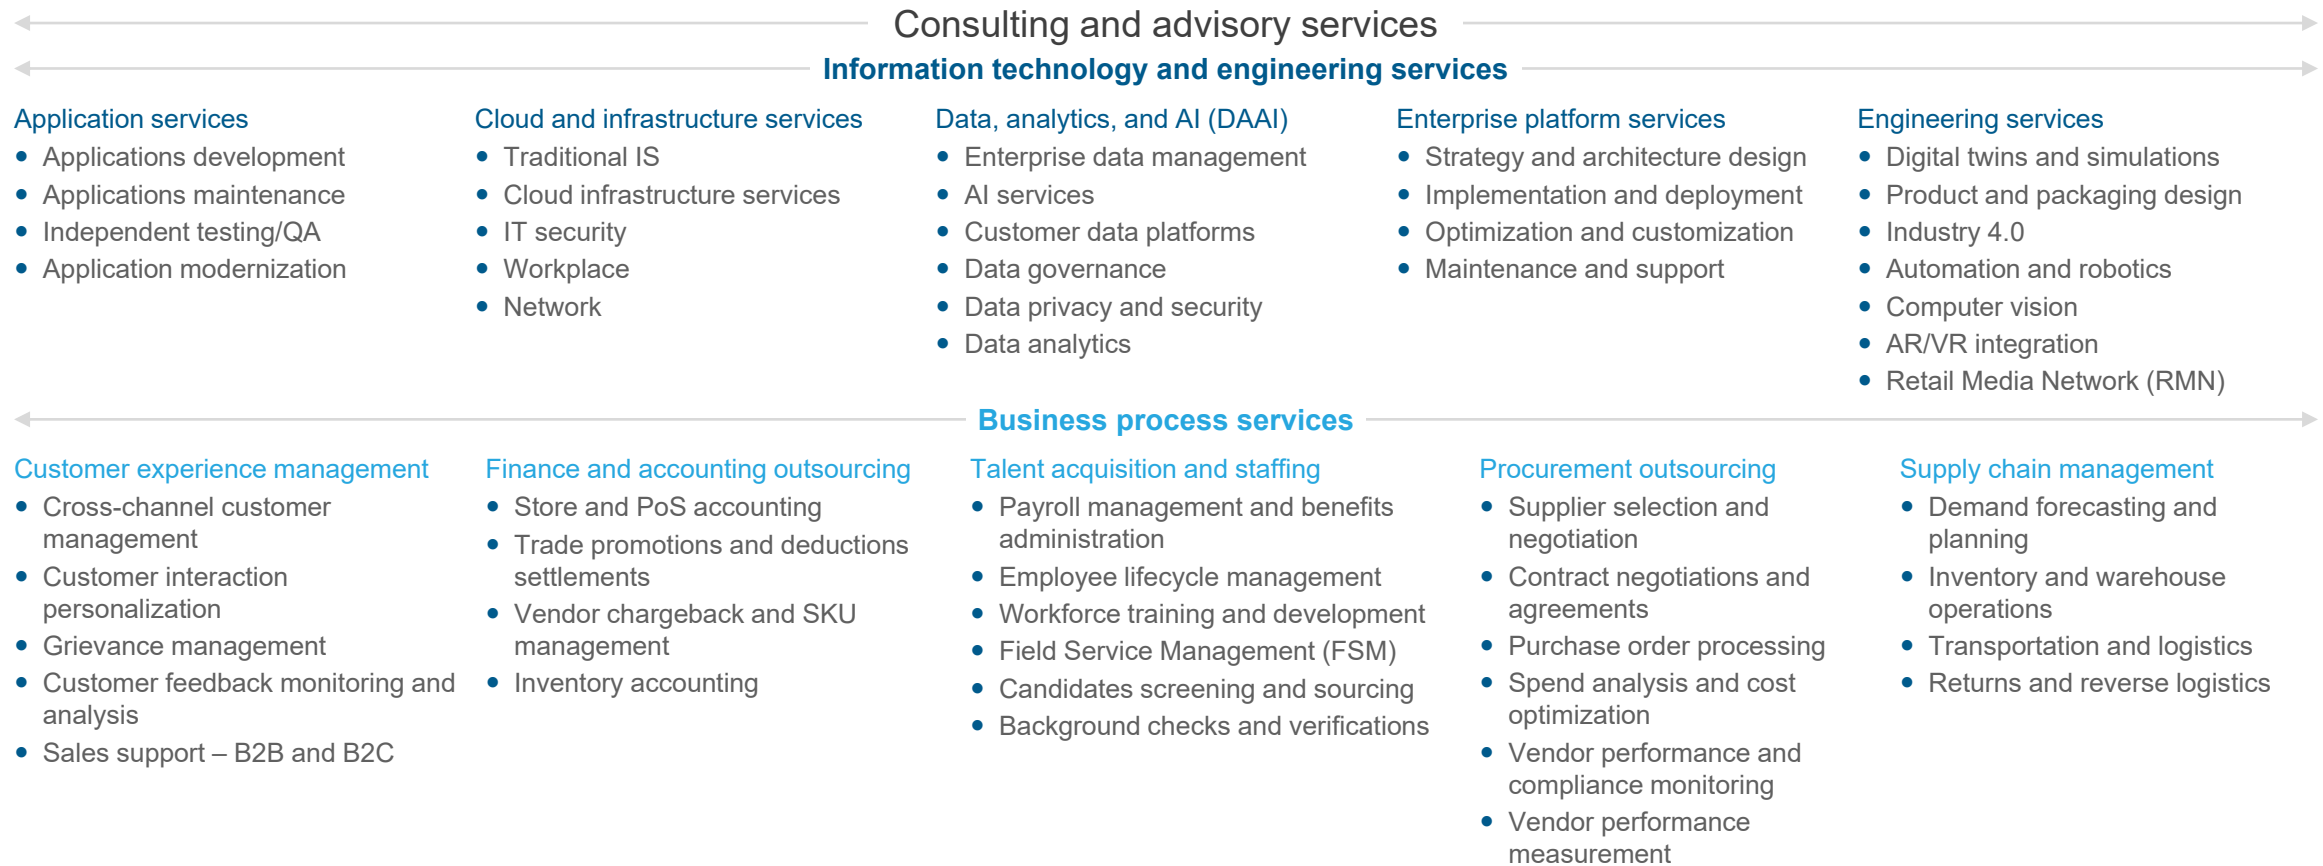 Consulting and advisory services
Information technology and engineering services
Application services
• Applications development
• Applications maintenance
• Independent testing/QA
• Application modernization
Cloud and infrastructure services
• Traditional IS
• Cloud infrastructure services
• IT security
• Workplace
• Network
Data, analytics, and AI (DAAI)
• Enterprise data management
• AI services
• Customer data platforms
• Data governance
• Data privacy and security
• Data analytics
Enterprise platform services
• Strategy and architecture design
• Implementation and deployment
• Optimization and customization
• Maintenance and support
Engineering services
• Digital twins and simulations
• Product and packaging design
• Industry 4.0
• Automation and robotics
• Computer vision
• AR/VR integration
• Retail Media Network (RMN)
Business process services
Customer experience management
• Cross-channel customer
management
• Customer interaction
personalization
• Grievance management
• Customer feedback monitoring and
analysis
• Sales support – B2B and B2C
Finance and accounting outsourcing
• Store and PoS accounting
• Trade promotions and deductions
settlements
• Vendor chargeback and SKU
management
• Inventory accounting
Talent acquisition and staffing
• Payroll management and benefits
administration
• Employee lifecycle management
• Workforce training and development
• Field Service Management (FSM)
• Candidates screening and sourcing
• Background checks and verifications
Procurement outsourcing
• Supplier selection and
negotiation
• Contract negotiations and
agreements
• Purchase order processing
• Spend analysis and cost
optimization
• Vendor performance and
compliance monitoring
• Vendor performance
measurement
Supply chain management
• Demand forecasting and
planning
• Inventory and warehouse
operations
• Transportation and logistics
• Returns and reverse logistics